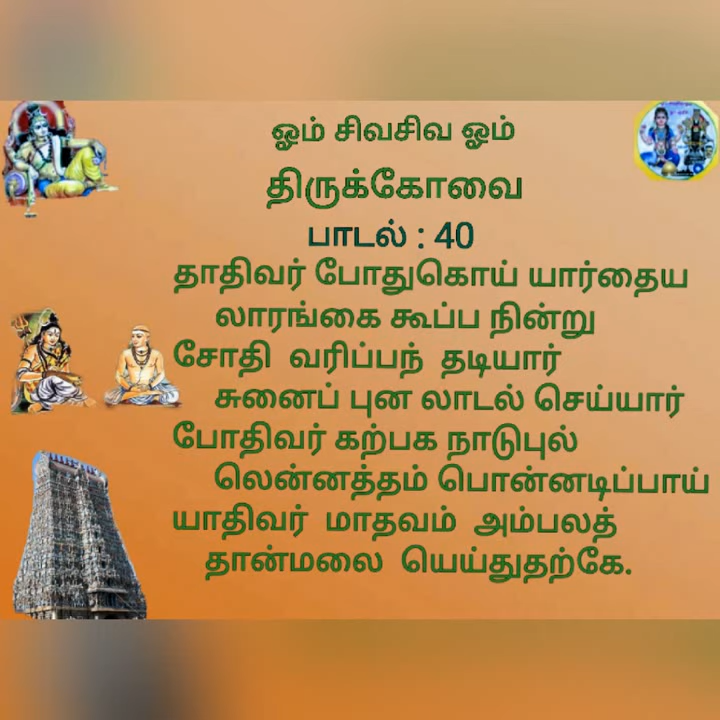 ஓம் சிவசிவ ஓம்
திருக்கோவை
பாடல் : 40
தாதிவர் போதுகொய் யார்தைய
லாரங்கை கூப்ப நின்று
சோதி வரிப்பந் தடியார்
சுனைப் புன லாடல் செய்யார்
போதிவர் கற்பக நாடுபுல்
லென்னத்தம் பொன்னடிப்பாய்
யாதிவர் மாதவம் அம்பலத்
தான்மலை யெய்துதற்கே.